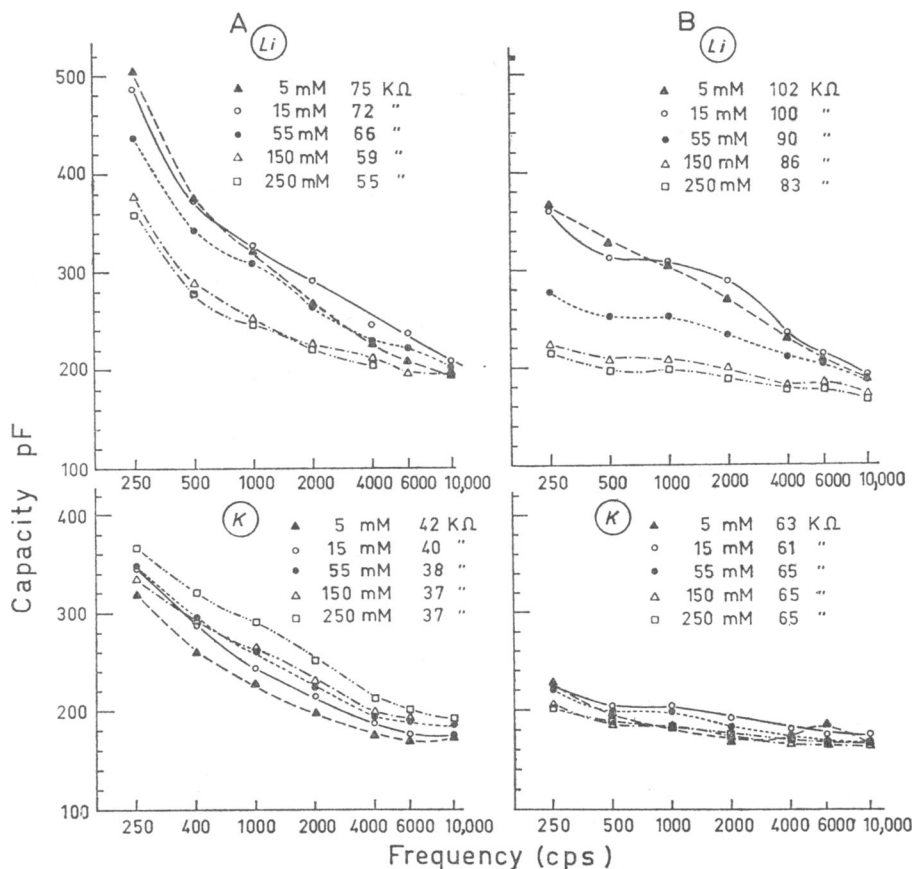 A
Li
5 mM 75 KΩ
15 mM 72 "
55 mM 66 "
150 mM 59 "
250 mM 55 "
500
400
300
200
100
250 500 1000 2000 4000 6000 10,000
B
Li
5 mM 102 KΩ
15 mM 100 "
55 mM 90 "
150 mM 86 "
250 mM 83 "
250 500 1000 2000 4000 6000 10,000
Capacity pF
K
5 mM 42 KΩ
15 mM 40 "
55 mM 38 "
150 mM 37 "
250 mM 37 "
400
300
200
100
250 400 1000 2000 4000 6000 10,000
K
5 mM 63 KΩ
15 mM 61 "
55 mM 65 "
150 mM 65 "
250 mM 65 "
250 500 1000 2000 4000 6000 10,000
Frequency (cps)